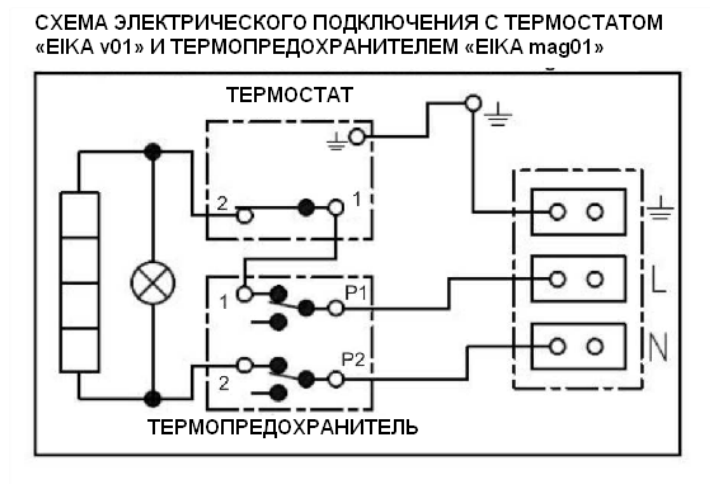 СХЕМА ЭЛЕКТРИЧЕСКОГО ПОДКЛЮЧЕНИЯ С ТЕРМОСТАТОМ
«EIKA v01» И ТЕРМОПРЕДОХРАНИТЕЛЕМ «EIKA mag01»
ТЕРМОСТАТ
2
1
1
P1
L
2
P2
N
ТЕРМОПРЕДОХРАНИТЕЛЬ